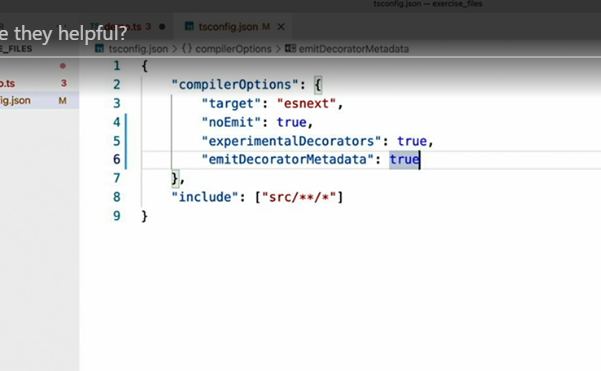 tsconfig.json — exercise_files
e they helpful?
demo.ts 3
tsconfig.json M
E_FILES
tsconfig.json > {} compilerOptions > emitDecoratorMetadata
o.ts 3
ig.json M
1 {
2 "compilerOptions": {
3 "target": "esnext",
4 "noEmit": true,
5 "experimentalDecorators": true,
6 "emitDecoratorMetadata": true
7 },
8 "include": ["src/**/*"]
9 }